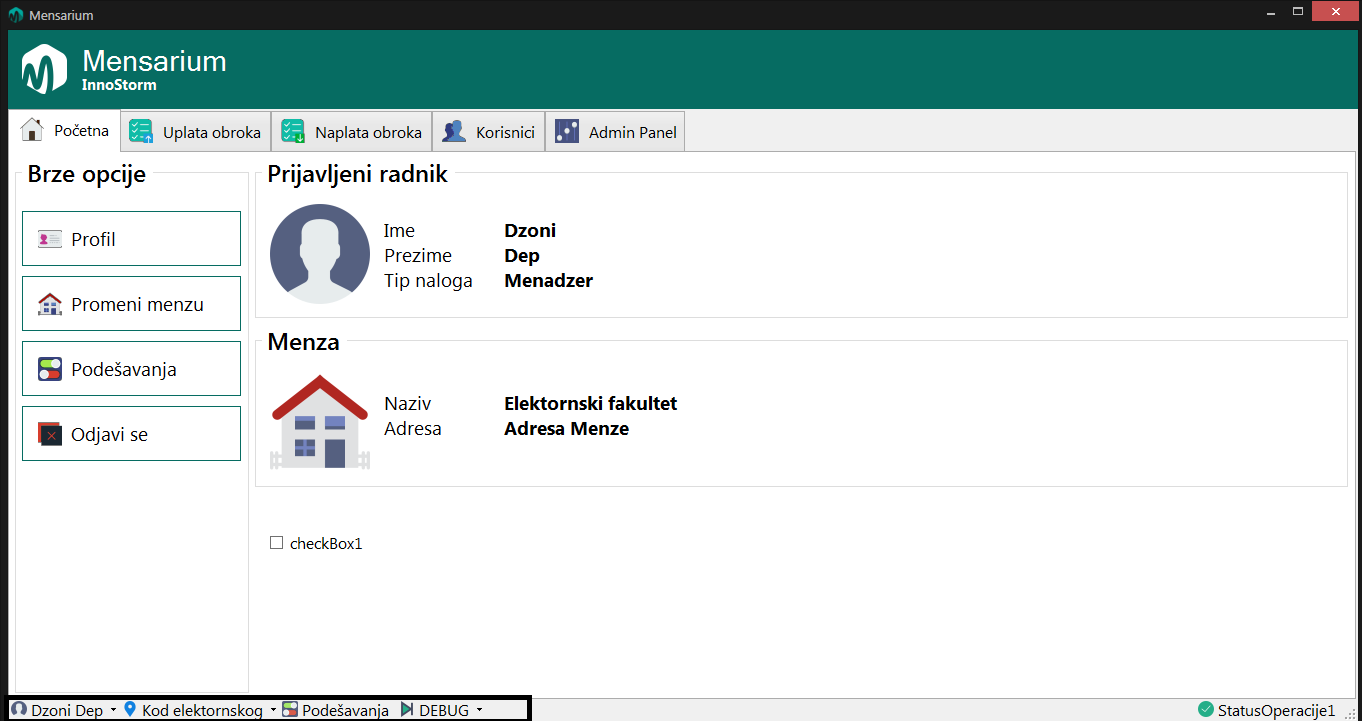 Mensarium
Mensarium
InnoStorm
Početna
Uplata obroka
Naplata obroka
Korisnici
Admin Panel
Brze opcije
Profil
Promeni menzu
Podešavanja
Odjavi se
Prijavljeni radnik
Ime Dzoni
Prezime Dep
Tip naloga Menadzer
Menza
Naziv Elektornski fakultet
Adresa Adresa Menze
checkBox1
Dzoni Dep
Kod elektornskog
Podešavanja
DEBUG
StatusOperacije1